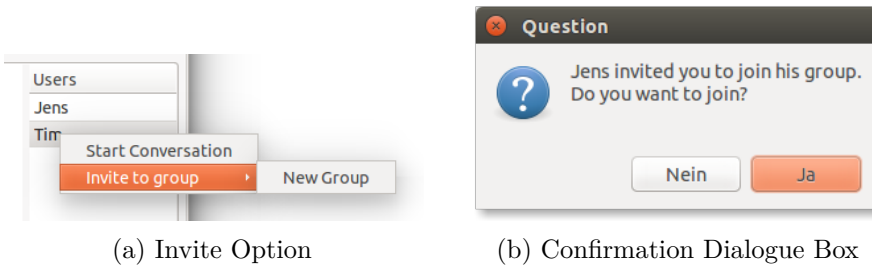 Users
Jens
Tim
Start Conversation
Invite to group
New Group
(a) Invite Option
Question
Jens invited you to join his group.
Do you want to join?
Nein
Ja
(b) Confirmation Dialogue Box